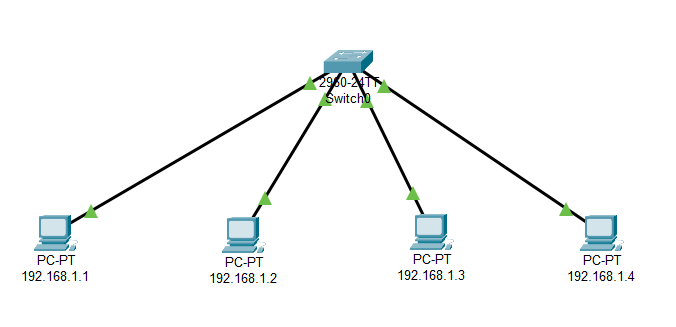 2960-24TT
Switch0
PC-PT
192.168.1.1
PC-PT
192.168.1.2
PC-PT
192.168.1.3
PC-PT
192.168.1.4